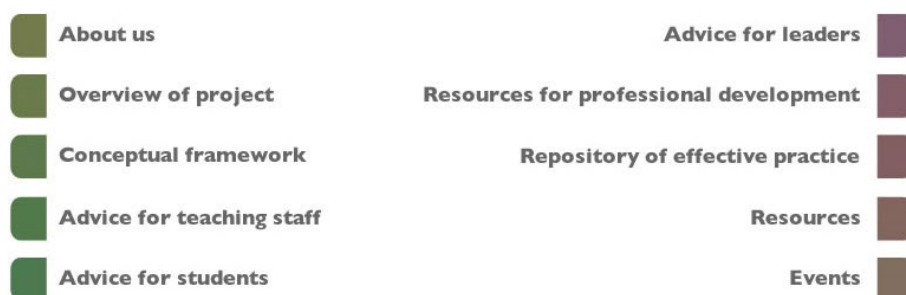 About us
Overview of project
Conceptual framework
Advice for teaching staff
Advice for students
Advice for leaders
Resources for professional development
Repository of effective practice
Resources
Events